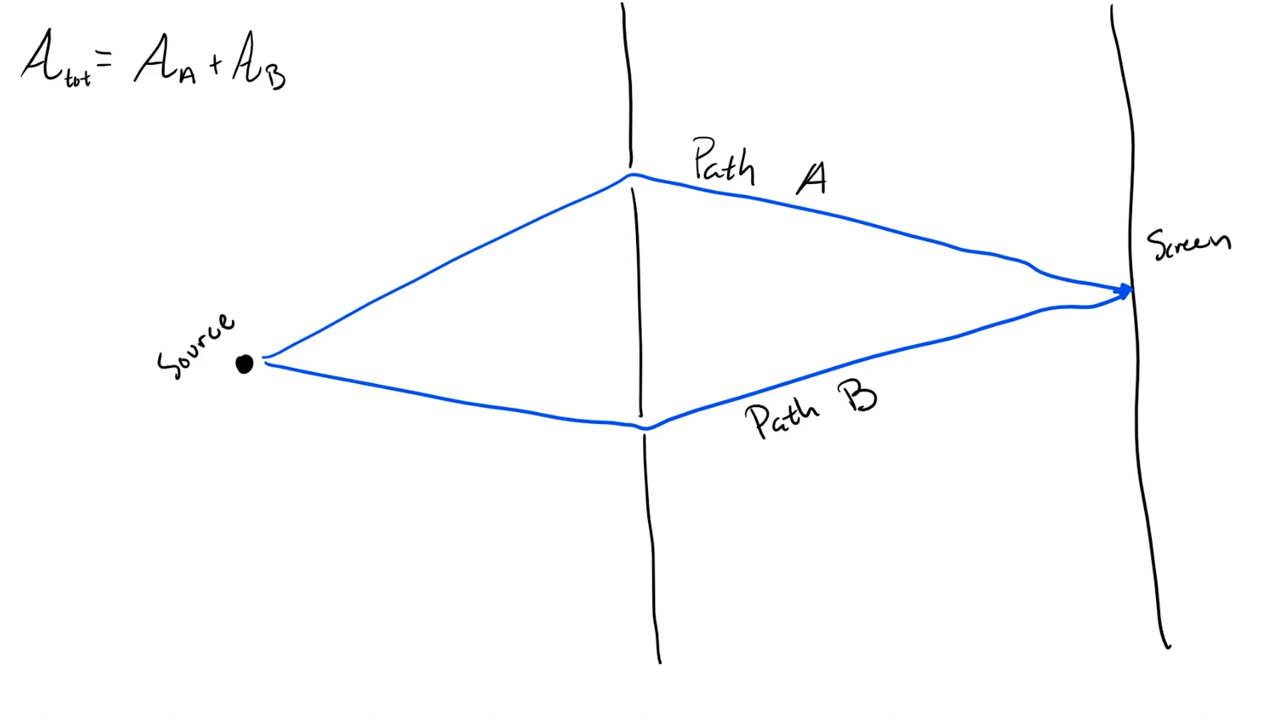 A_tot = A_A + A_B
Path A
Screen
Source
Path B